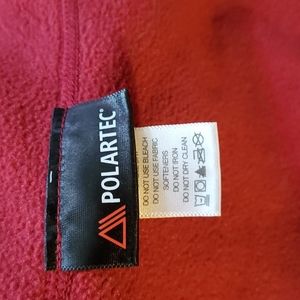 POLARTEC®
DO NOT USE BLEACH
DO NOT USE FABRIC
SOFTENERS
DO NOT IRON
DO NOT DRY CLEAN